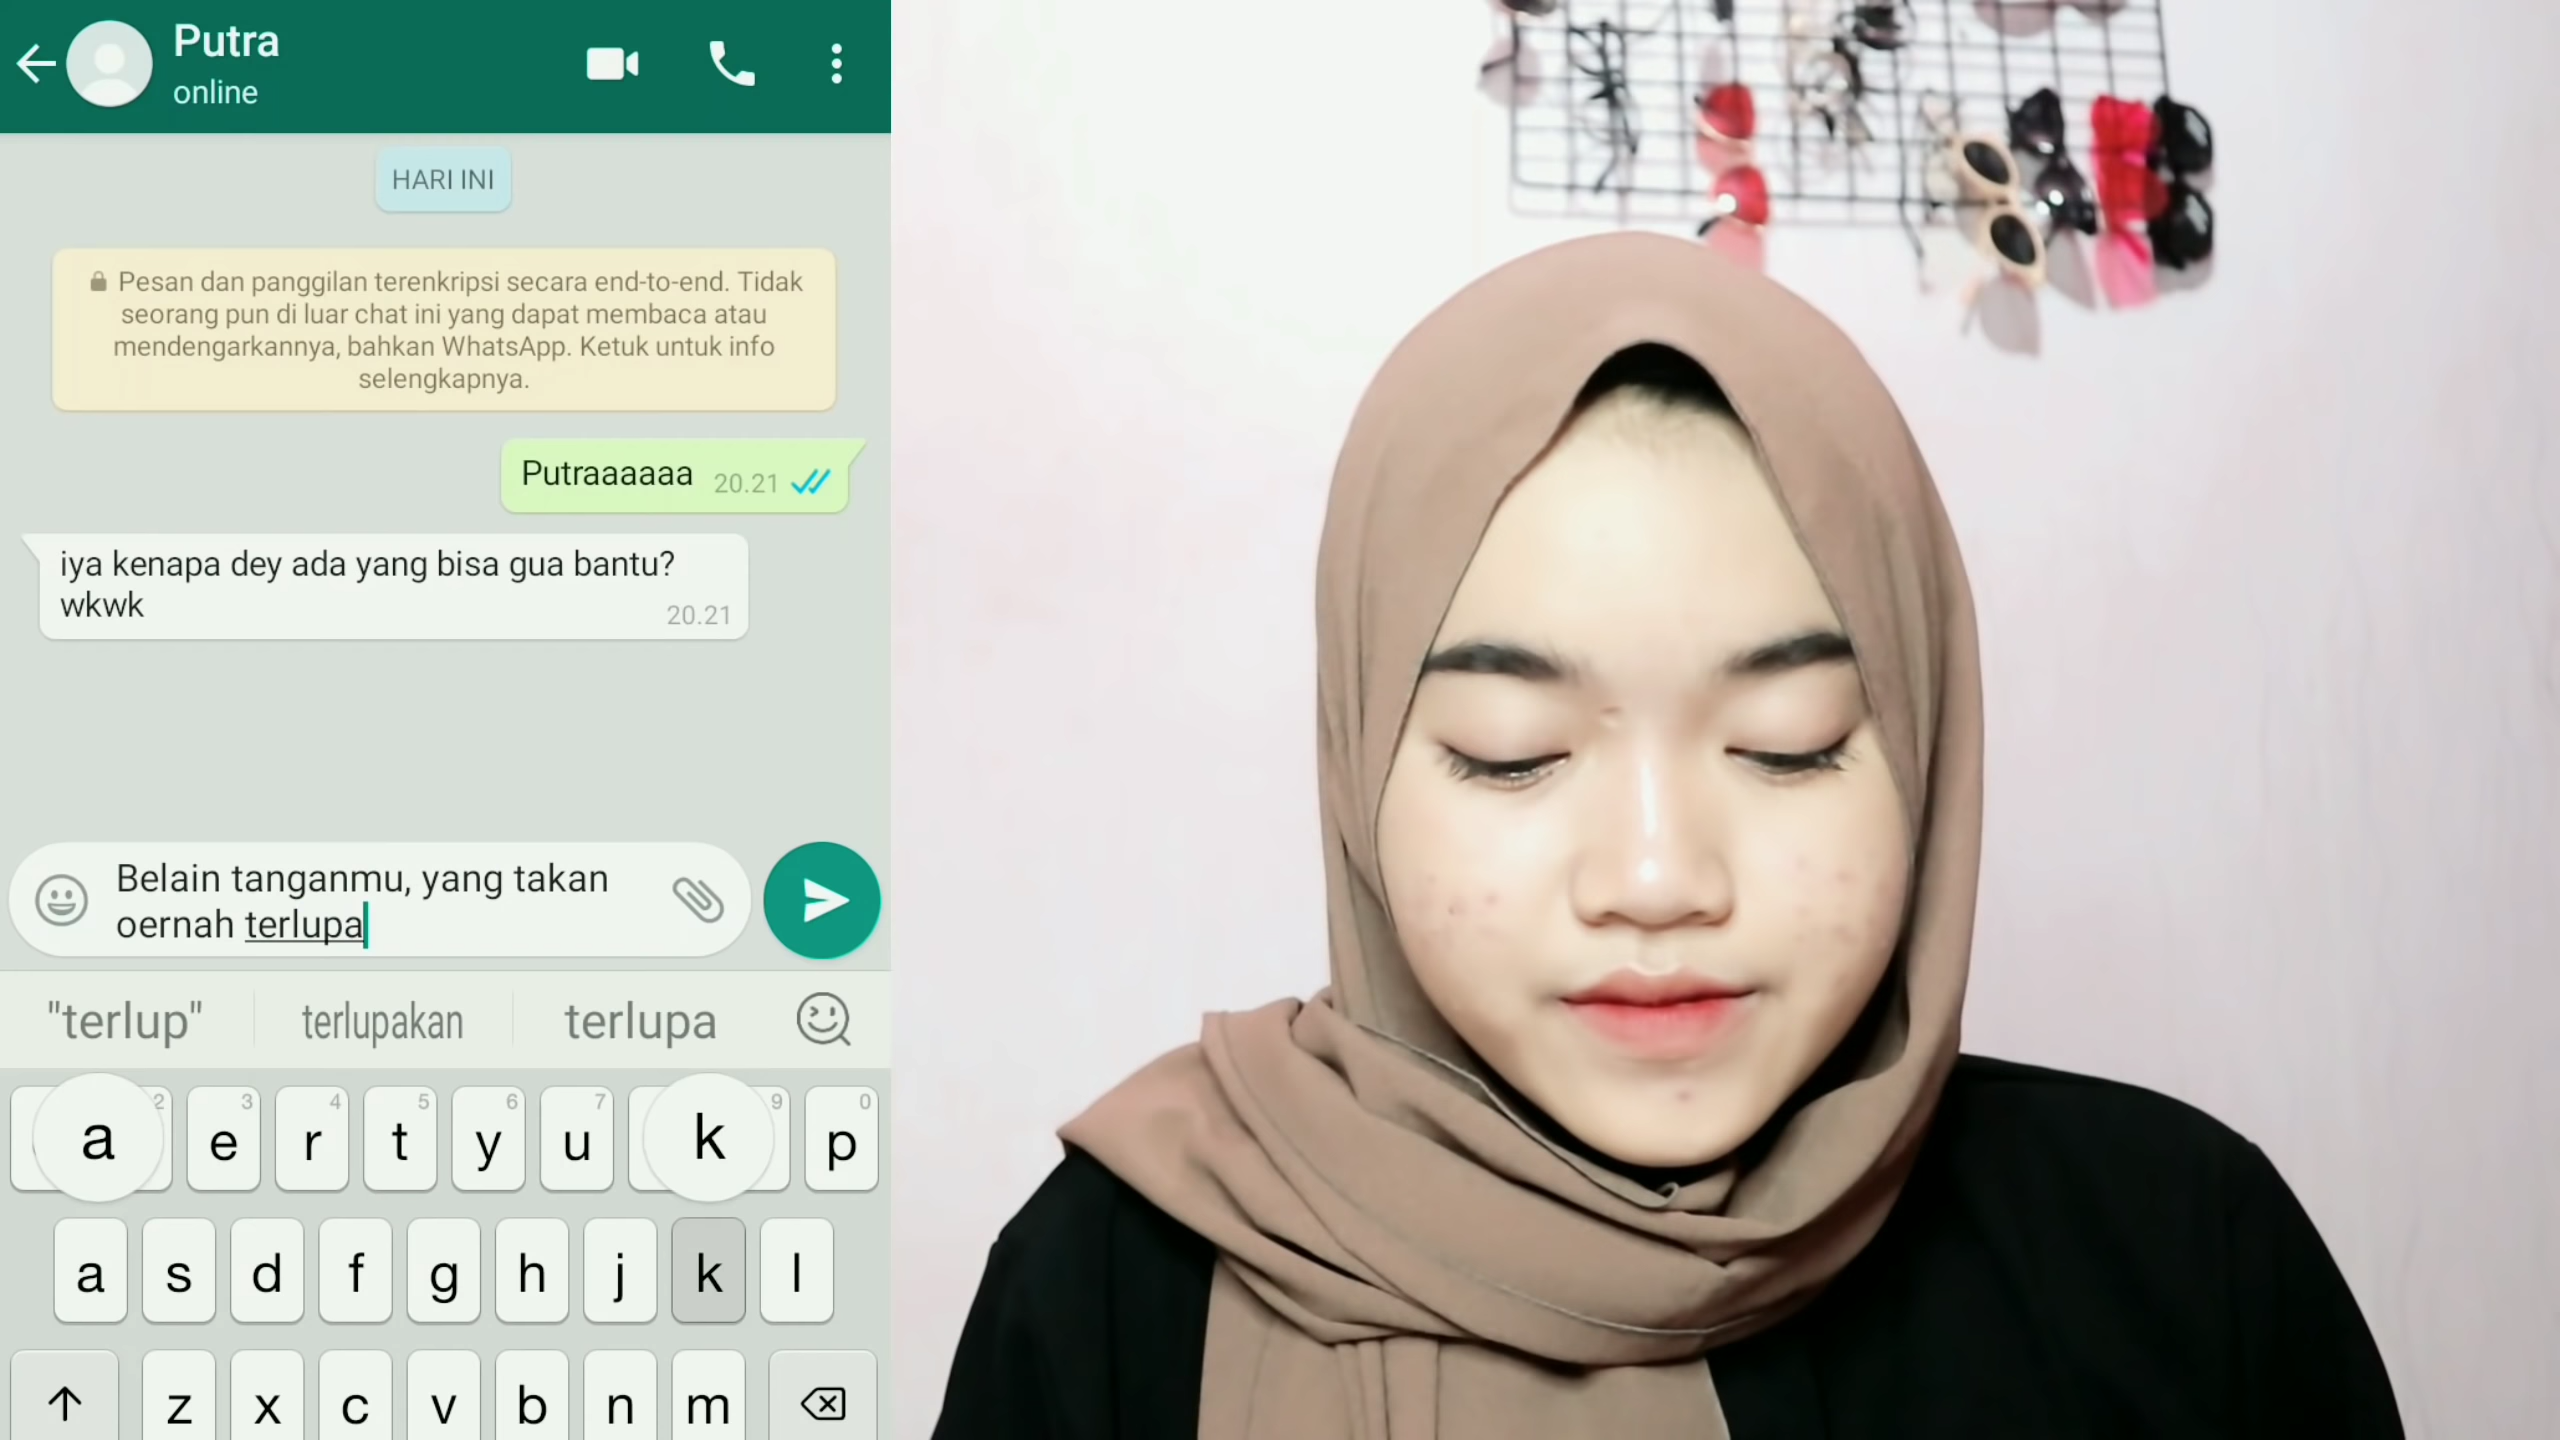 Putra
online
HARI INI
Pesan dan panggilan terenkripsi secara end-to-end. Tidak
seorang pun di luar chat ini yang dapat membaca atau
mendengarkannya, bahkan WhatsApp. Ketuk untuk info
selengkapnya.
Putraaaaaa 20.21
iya kenapa dey ada yang bisa gua bantu?
wkwk 20.21
Belain tanganmu, yang takan
oernah terlupa
"terlup" terlupakan terlupa
2 3 4 5 6 7 9 0
a e r t y u k p
a s d f g h j k l
z x c v b n m